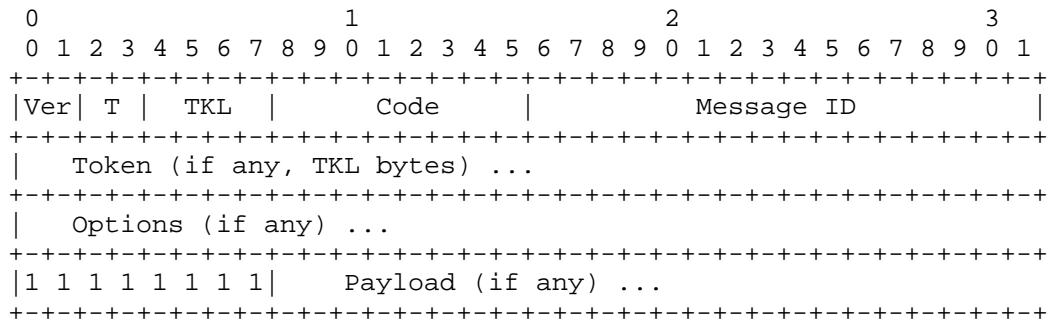 0                   1                   2                   3
 0 1 2 3 4 5 6 7 8 9 0 1 2 3 4 5 6 7 8 9 0 1 2 3 4 5 6 7 8 9 0 1
+-+-+-+-+-+-+-+-+-+-+-+-+-+-+-+-+-+-+-+-+-+-+-+-+-+-+-+-+-+-+-+-+
|Ver| T |  TKL  |      Code     |          Message ID           |
+-+-+-+-+-+-+-+-+-+-+-+-+-+-+-+-+-+-+-+-+-+-+-+-+-+-+-+-+-+-+-+-+
|   Token (if any, TKL bytes) ...
+-+-+-+-+-+-+-+-+-+-+-+-+-+-+-+-+-+-+-+-+-+-+-+-+-+-+-+-+-+-+-+-+
|   Options (if any) ...
+-+-+-+-+-+-+-+-+-+-+-+-+-+-+-+-+-+-+-+-+-+-+-+-+-+-+-+-+-+-+-+-+
|1 1 1 1 1 1 1 1|    Payload (if any) ...
+-+-+-+-+-+-+-+-+-+-+-+-+-+-+-+-+-+-+-+-+-+-+-+-+-+-+-+-+-+-+-+-+